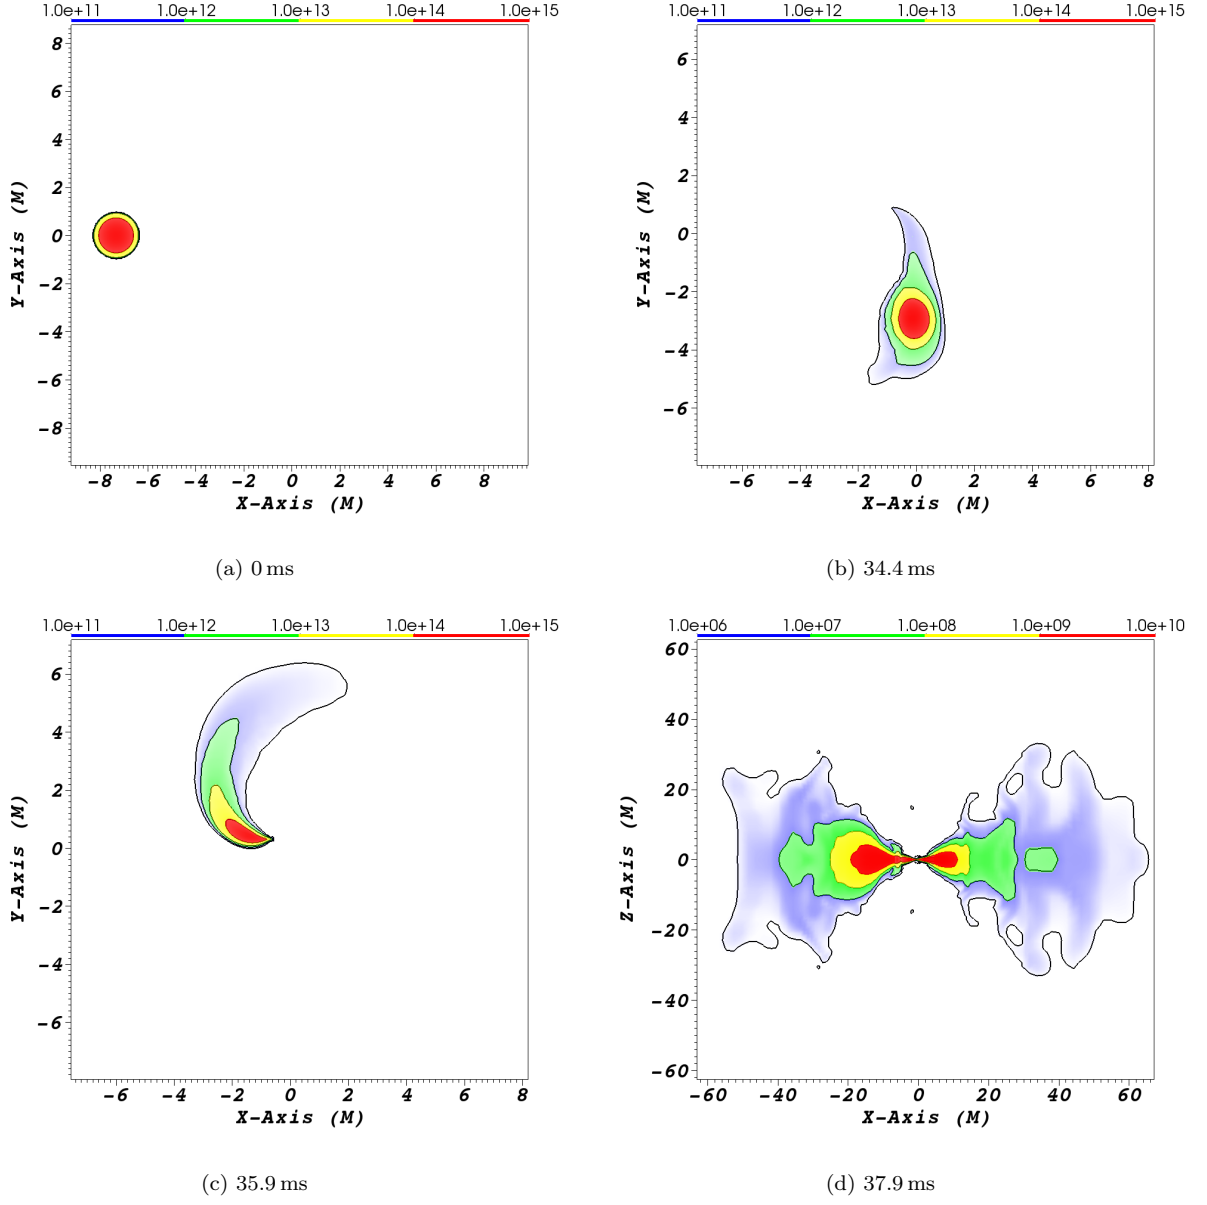 1.0e+11 1.0e+12 1.0e+13 1.0e+14 1.0e+15
8
6
4
2
0
-2
-4
-6
-8
Y-Axis (M)
-8 -6 -4 -2 0 2 4 6 8
X-Axis (M)
(a) 0 ms
1.0e+11 1.0e+12 1.0e+13 1.0e+14 1.0e+15
6
4
2
0
-2
-4
-6
Y-Axis (M)
-6 -4 -2 0 2 4 6 8
X-Axis (M)
(b) 34.4 ms
1.0e+11 1.0e+12 1.0e+13 1.0e+14 1.0e+15
6
4
2
0
-2
-4
-6
Y-Axis (M)
-6 -4 -2 0 2 4 6 8
X-Axis (M)
(c) 35.9 ms
1.0e+06 1.0e+07 1.0e+08 1.0e+09 1.0e+10
60
40
20
0
-20
-40
-60
Z-Axis (M)
-60 -40 -20 0 20 40 60
X-Axis (M)
(d) 37.9 ms